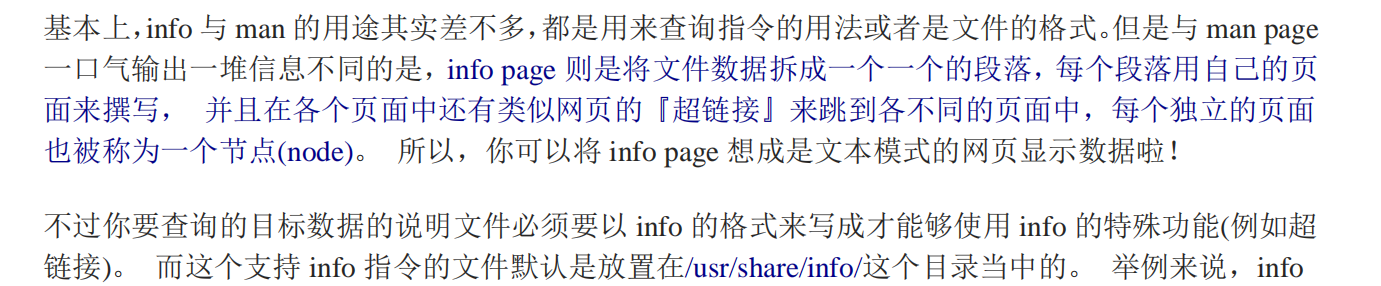 基本上，info 与 man 的用途其实差不多，都是用来查询指令的用法或者是文件的格式。但是与 man page
一口气输出一堆信息不同的是，info page 则是将文件数据拆成一个一个的段落，每个段落用自己的页
面来撰写， 并且在各个页面中还有类似网页的『超链接』来跳到各不同的页面中，每个独立的页面
也被称为一个节点(node)。 所以，你可以将 info page 想成是文本模式的网页显示数据啦！
不过你要查询的目标数据的说明文件必须要以 info 的格式来写成才能够使用 info 的特殊功能(例如超
链接)。 而这个支持 info 指令的文件默认是放置在/usr/share/info/这个目录当中的。 举例来说，info